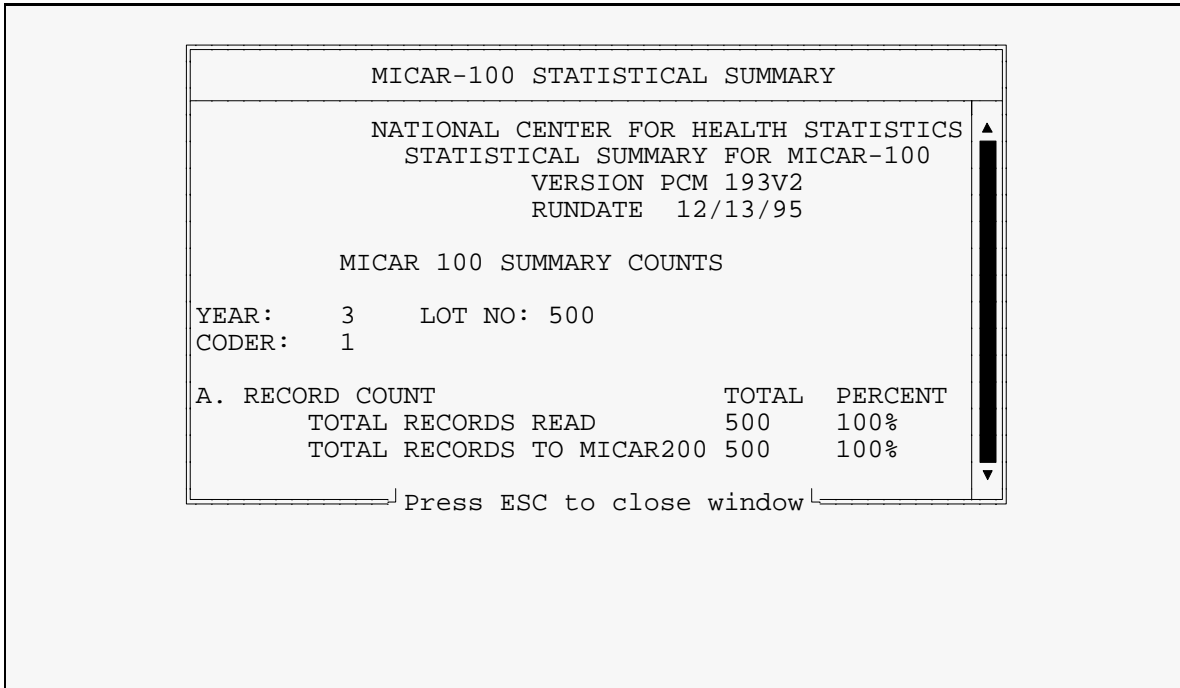 MICAR-100 STATISTICAL SUMMARY
NATIONAL CENTER FOR HEALTH STATISTICS
STATISTICAL SUMMARY FOR MICAR-100
VERSION PCM 193V2
RUNDATE 12/13/95
MICAR 100 SUMMARY COUNTS
YEAR: 3 LOT NO: 500
CODER: 1
A. RECORD COUNT TOTAL PERCENT
TOTAL RECORDS READ 500 100%
TOTAL RECORDS TO MICAR200 500 100%
Press ESC to close window